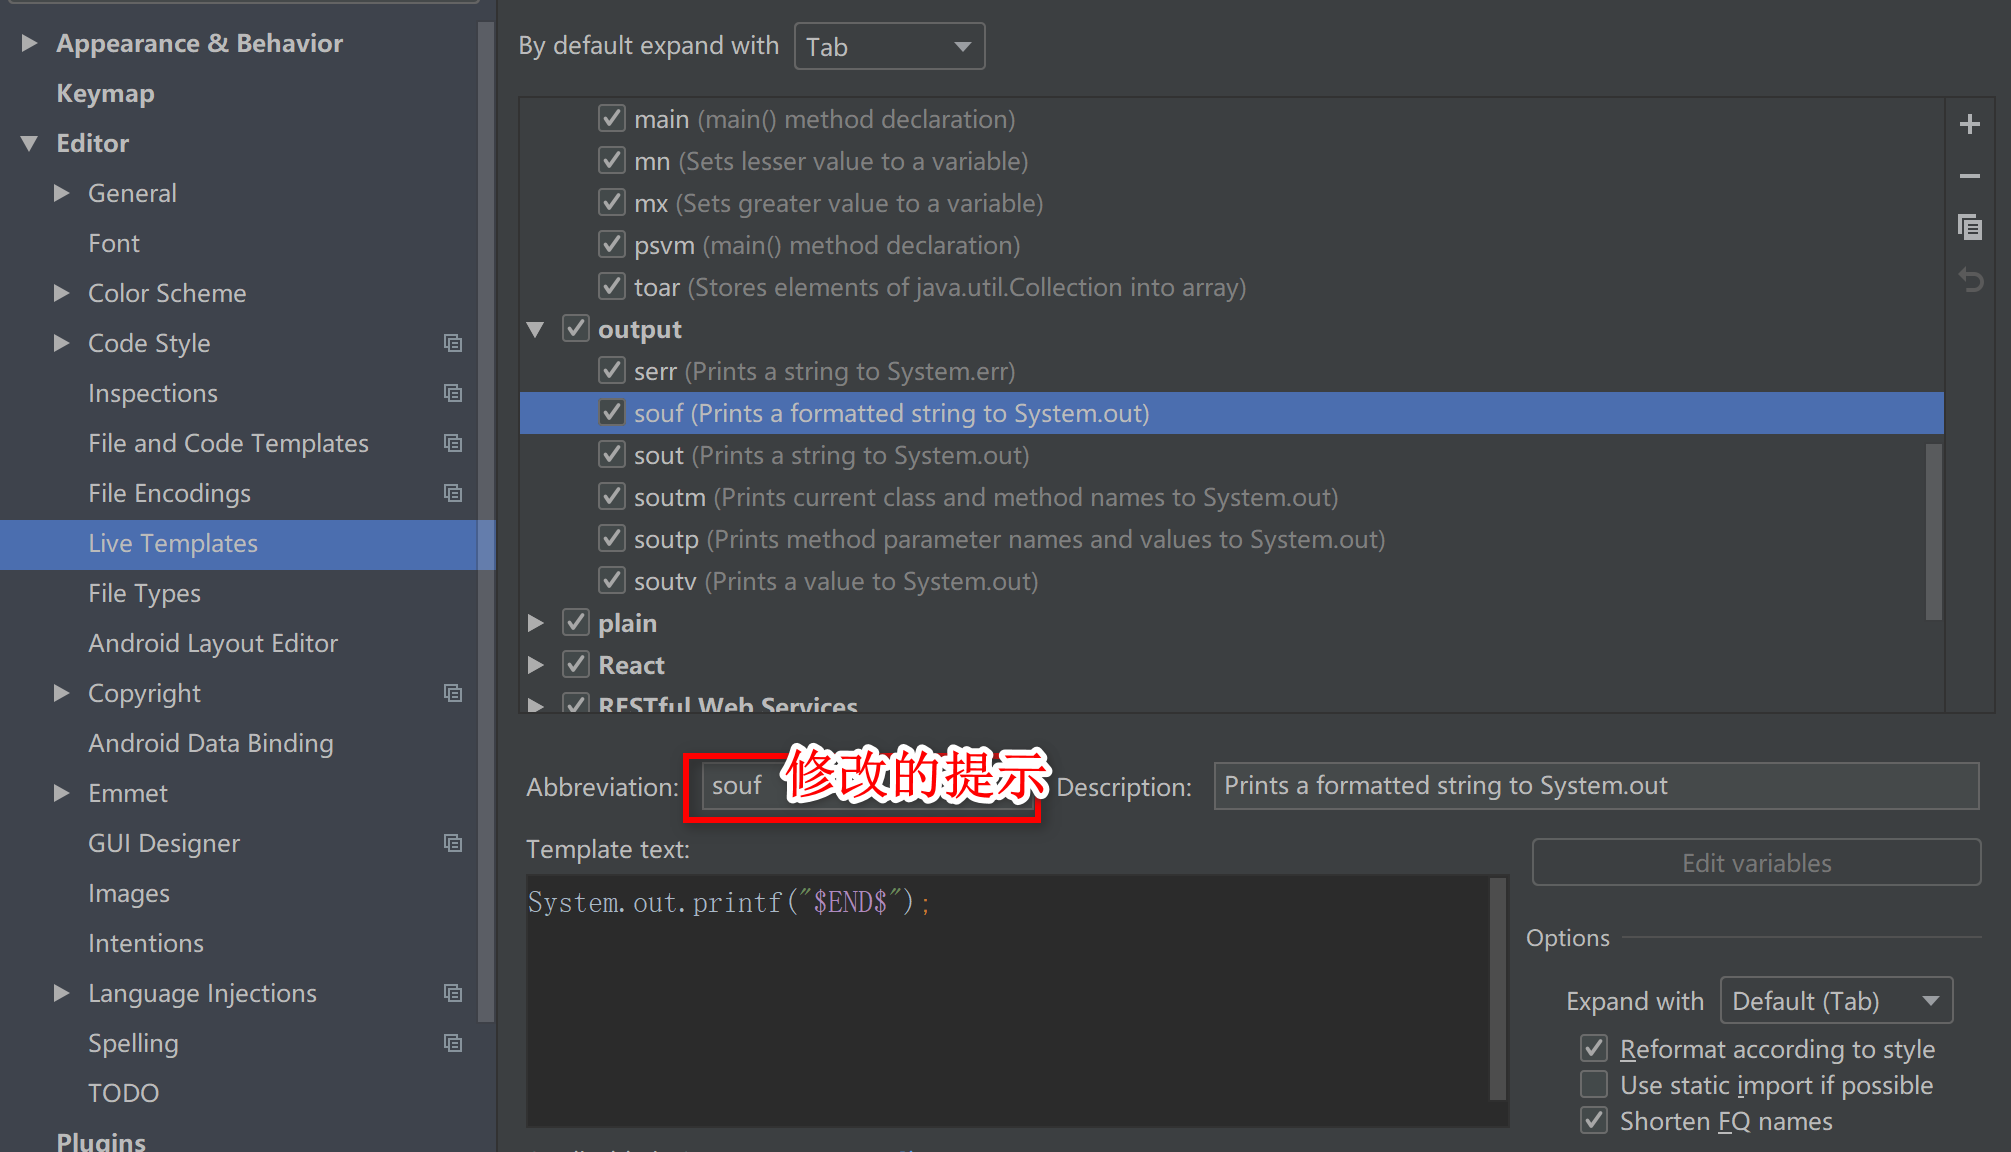 Appearance & Behavior
Keymap
Editor
General
Font
Color Scheme
Code Style
Inspections
File and Code Templates
File Encodings
Live Templates
File Types
Android Layout Editor
Copyright
Android Data Binding
Emmet
GUI Designer
Images
Intentions
Language Injections
Spelling
TODO
Plugins
By default expand with Tab
main (main() method declaration)
mn (Sets lesser value to a variable)
mx (Sets greater value to a variable)
psvm (main() method declaration)
toar (Stores elements of java.util.Collection into array)
output
serr (Prints a string to System.err)
souf (Prints a formatted string to System.out)
sout (Prints a string to System.out)
soutm (Prints current class and method names to System.out)
soutp (Prints method parameter names and values to System.out)
soutv (Prints a value to System.out)
plain
React
RESTful Web Services
Abbreviation: souf 修改的提示 Description: Prints a formatted string to System.out
Template text:
System.out.printf("$END$");
Edit variables
Options
Expand with Default (Tab)
Reformat according to style
Use static import if possible
Shorten FQ names